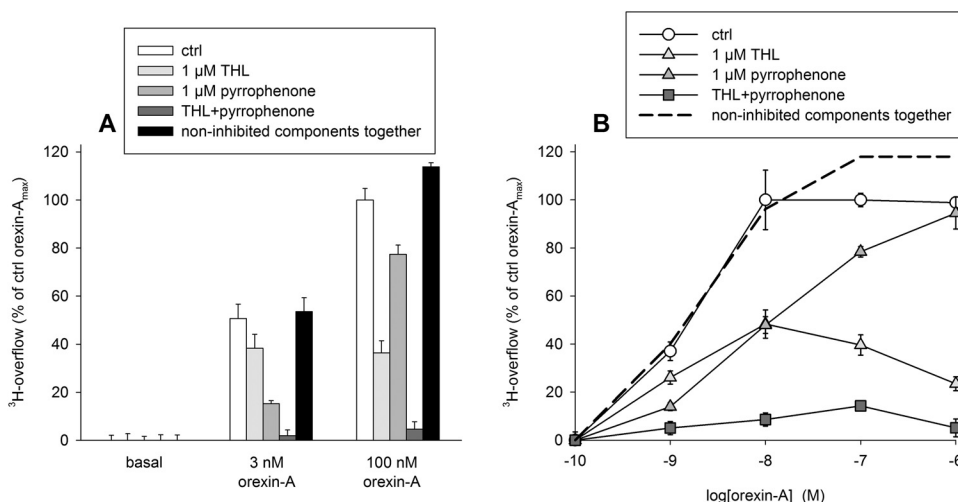 ctrl
1 µM THL
1 µM pyrrophenone
THL+pyrrophenone
non-inhibited components together
A
120
100
80
60
40
20
0
³H-overflow (% of ctrl orexin-Amax)
basal
3 nM
orexin-A
100 nM
orexin-A
ctrl
1 µM THL
1 µM pyrophenone
THL+pyrrophenone
non-inhibited components together
B
120
100
80
60
40
20
0
³H-overflow (% of ctrl orexin-Amax)
-10
-9
-8
-7
-6
log[orexin-A] (M)